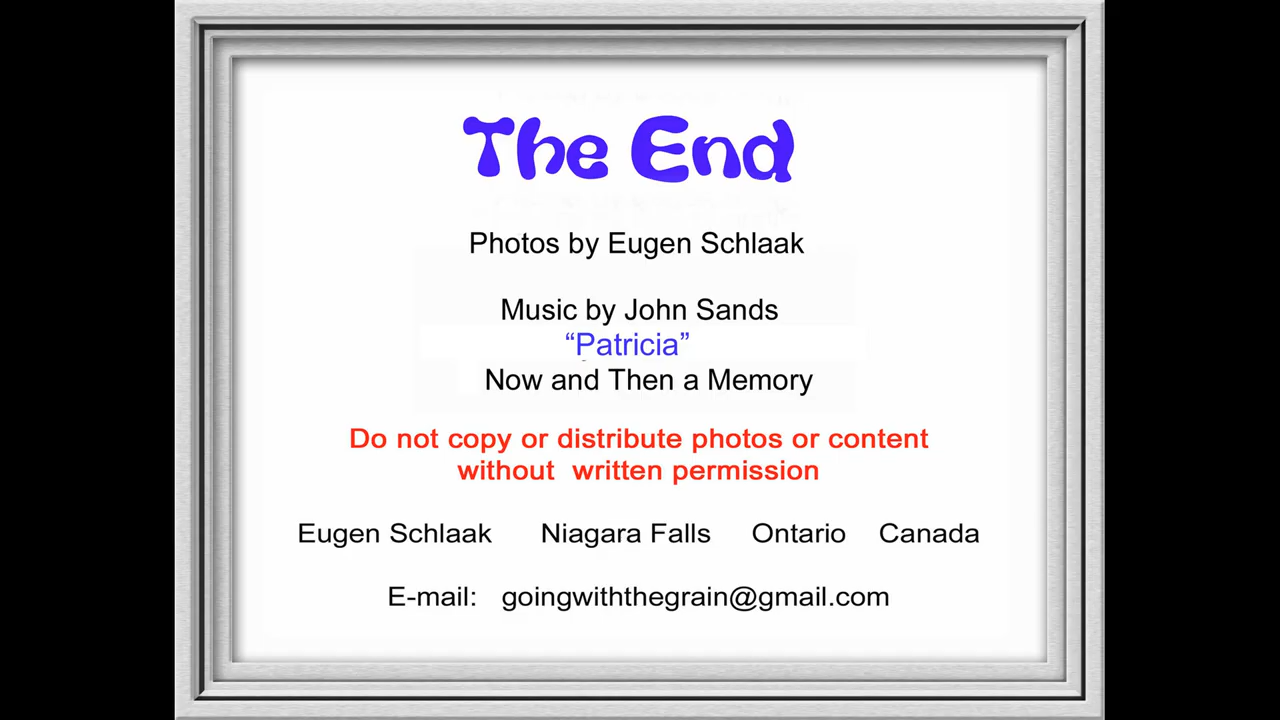 The End
Photos by Eugen Schlaak
Music by John Sands
“Patricia”
Now and Then a Memory
Do not copy or distribute photos or content
without written permission
Eugen Schlaak Niagara Falls Ontario Canada
E-mail: goingwiththegrain@gmail.com